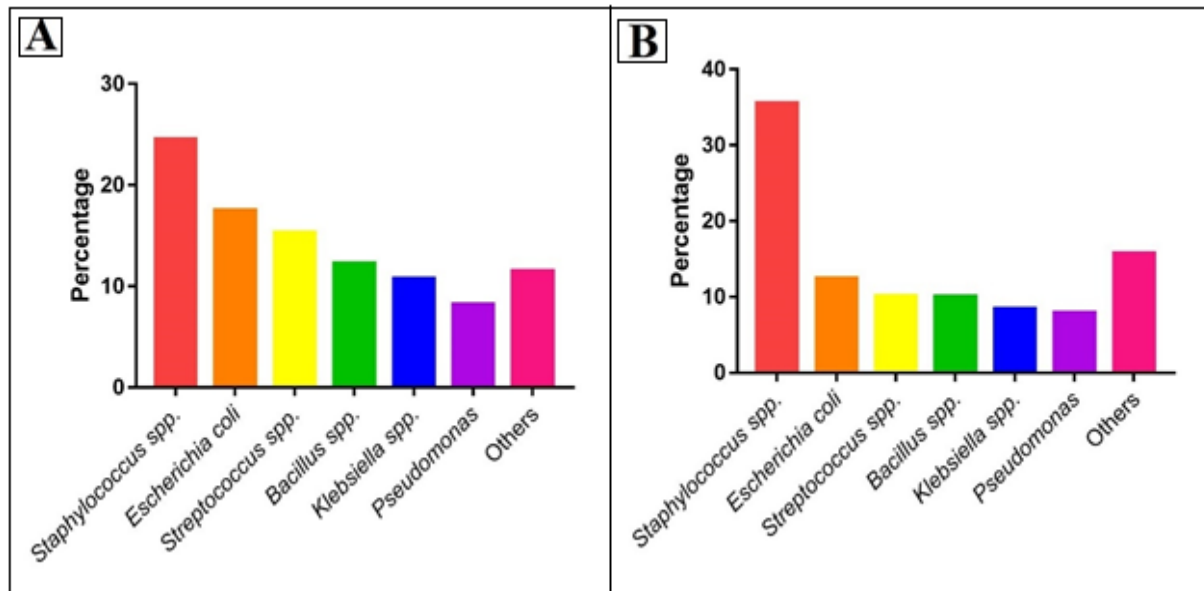 A
30
20
10
0
Percentage
Staphylococcus spp.
Escherichia coli
Streptococcus spp.
Bacillus spp.
Klebsiella spp.
Pseudomonas
Others
B
40
30
20
10
0
Percentage
Staphylococcus spp.
Escherichia coli
Streptococcus spp.
Bacillus spp.
Klebsiella spp.
Pseudomonas
Others